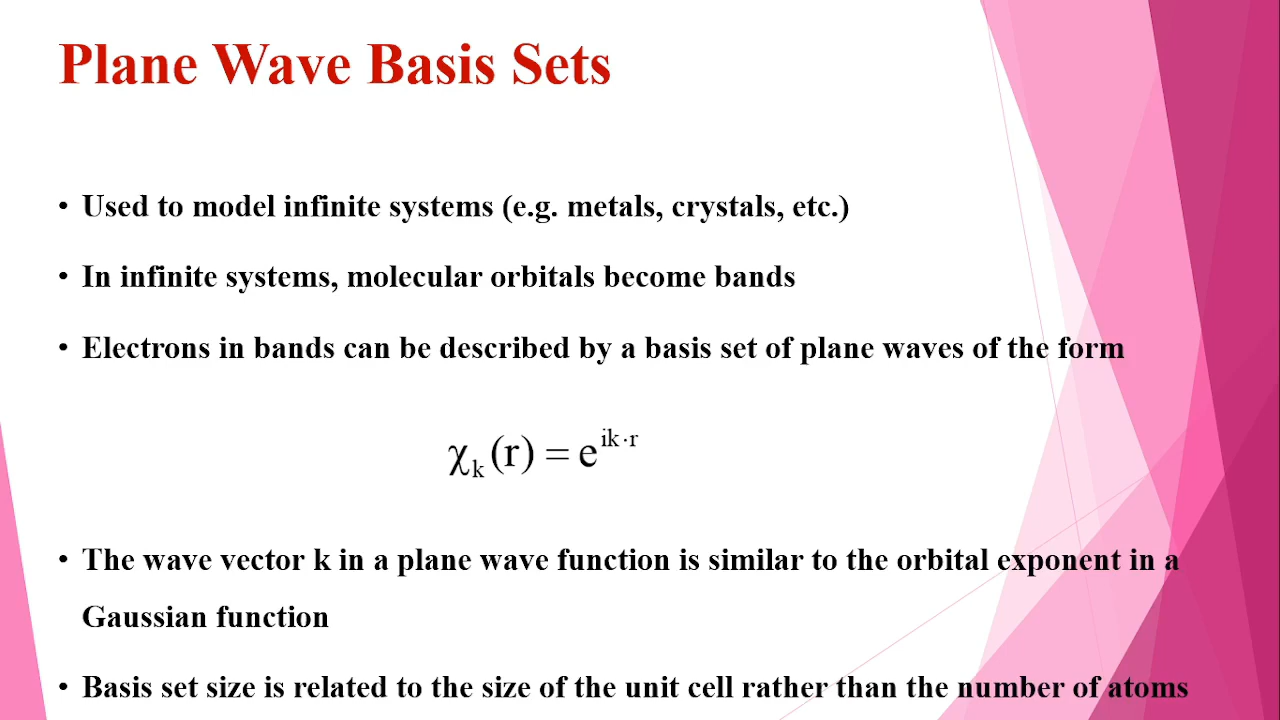 Plane Wave Basis Sets
• Used to model infinite systems (e.g. metals, crystals, etc.)
• In infinite systems, molecular orbitals become bands
• Electrons in bands can be described by a basis set of plane waves of the form
χₖ(r) = e^{ik·r}
• The wave vector k in a plane wave function is similar to the orbital exponent in a
Gaussian function
• Basis set size is related to the size of the unit cell rather than the number of atoms